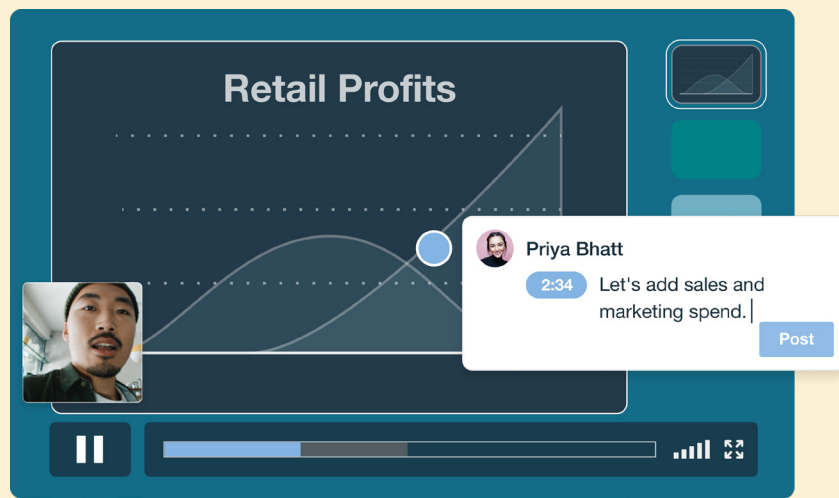 Retail Profits
Priya Bhatt
2:34 Let's add sales and
marketing spend.
Post